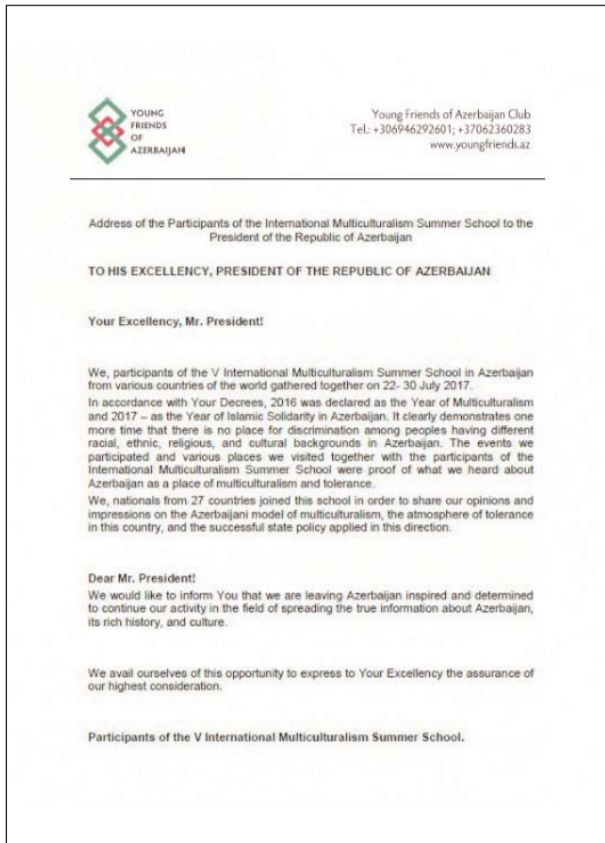 YOUNG
FRIENDS
OF
AZERBAIJAN
Young Friends of Azerbaijan Club
Tel.: +306946292601; +37062360283
www.youngfriends.az
Address of the Participants of the International Multiculturalism Summer School to the
President of the Republic of Azerbaijan
TO HIS EXCELLENCY, PRESIDENT OF THE REPUBLIC OF AZERBAIJAN
Your Excellency, Mr. President!
We, participants of the V International Multiculturalism Summer School in Azerbaijan
from various countries of the world gathered together on 22- 30 July 2017.
In accordance with Your Decrees, 2016 was declared as the Year of Multiculturalism
and 2017 – as the Year of Islamic Solidarity in Azerbaijan. It clearly demonstrates one
more time that there is no place for discrimination among peoples having different
racial, ethnic, religious, and cultural backgrounds in Azerbaijan. The events we
participated and various places we visited together with the participants of the
International Multiculturalism Summer School were proof of what we heard about
Azerbaijan as a place of multiculturalism and tolerance.
We, nationals from 27 countries joined this school in order to share our opinions and
impressions on the Azerbaijani model of multiculturalism, the atmosphere of tolerance
in this country, and the successful state policy applied in this direction.
Dear Mr. President!
We would like to inform You that we are leaving Azerbaijan inspired and determined
to continue our activity in the field of spreading the true information about Azerbaijan,
its rich history, and culture.
We avail ourselves of this opportunity to express to Your Excellency the assurance of
our highest consideration.
Participants of the V International Multiculturalism Summer School.